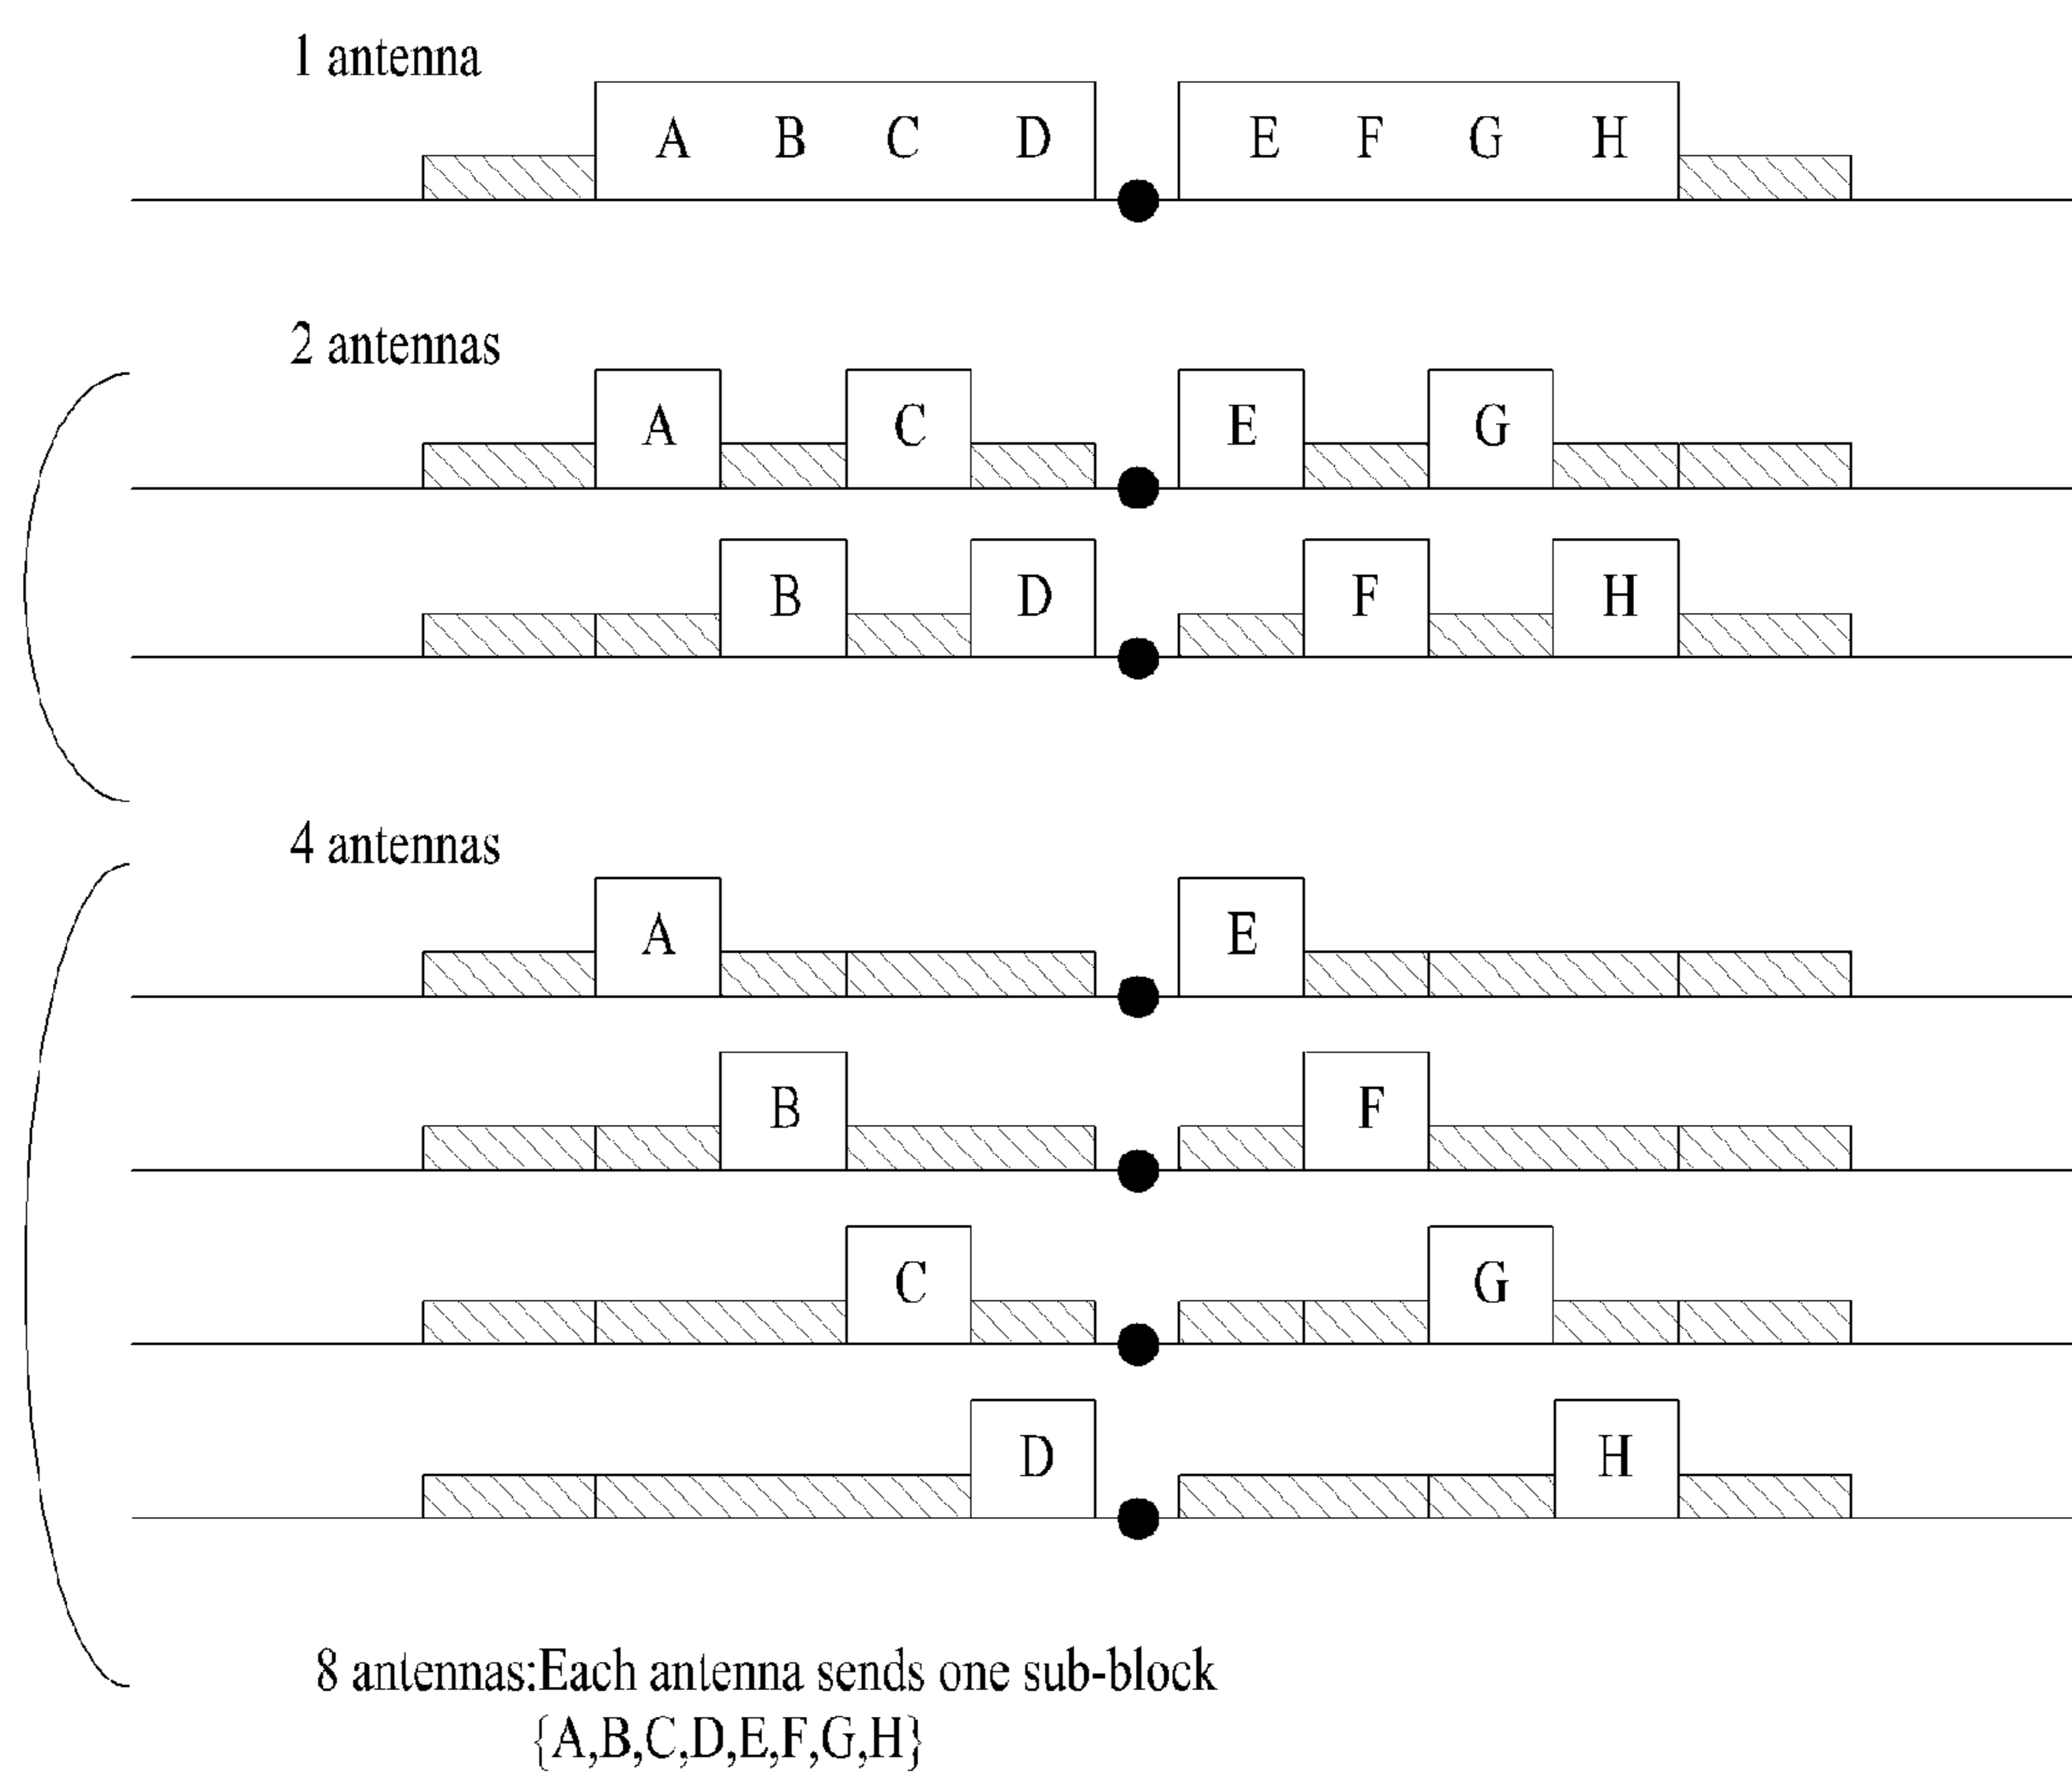 1 antenna
A B C D E F G H
2 antennas
A C E G
B D F H
4 antennas
A E
B F
C G
D H
8 antennas:Each antenna sends one sub-block
{A,B,C,D,E,F,G,H}